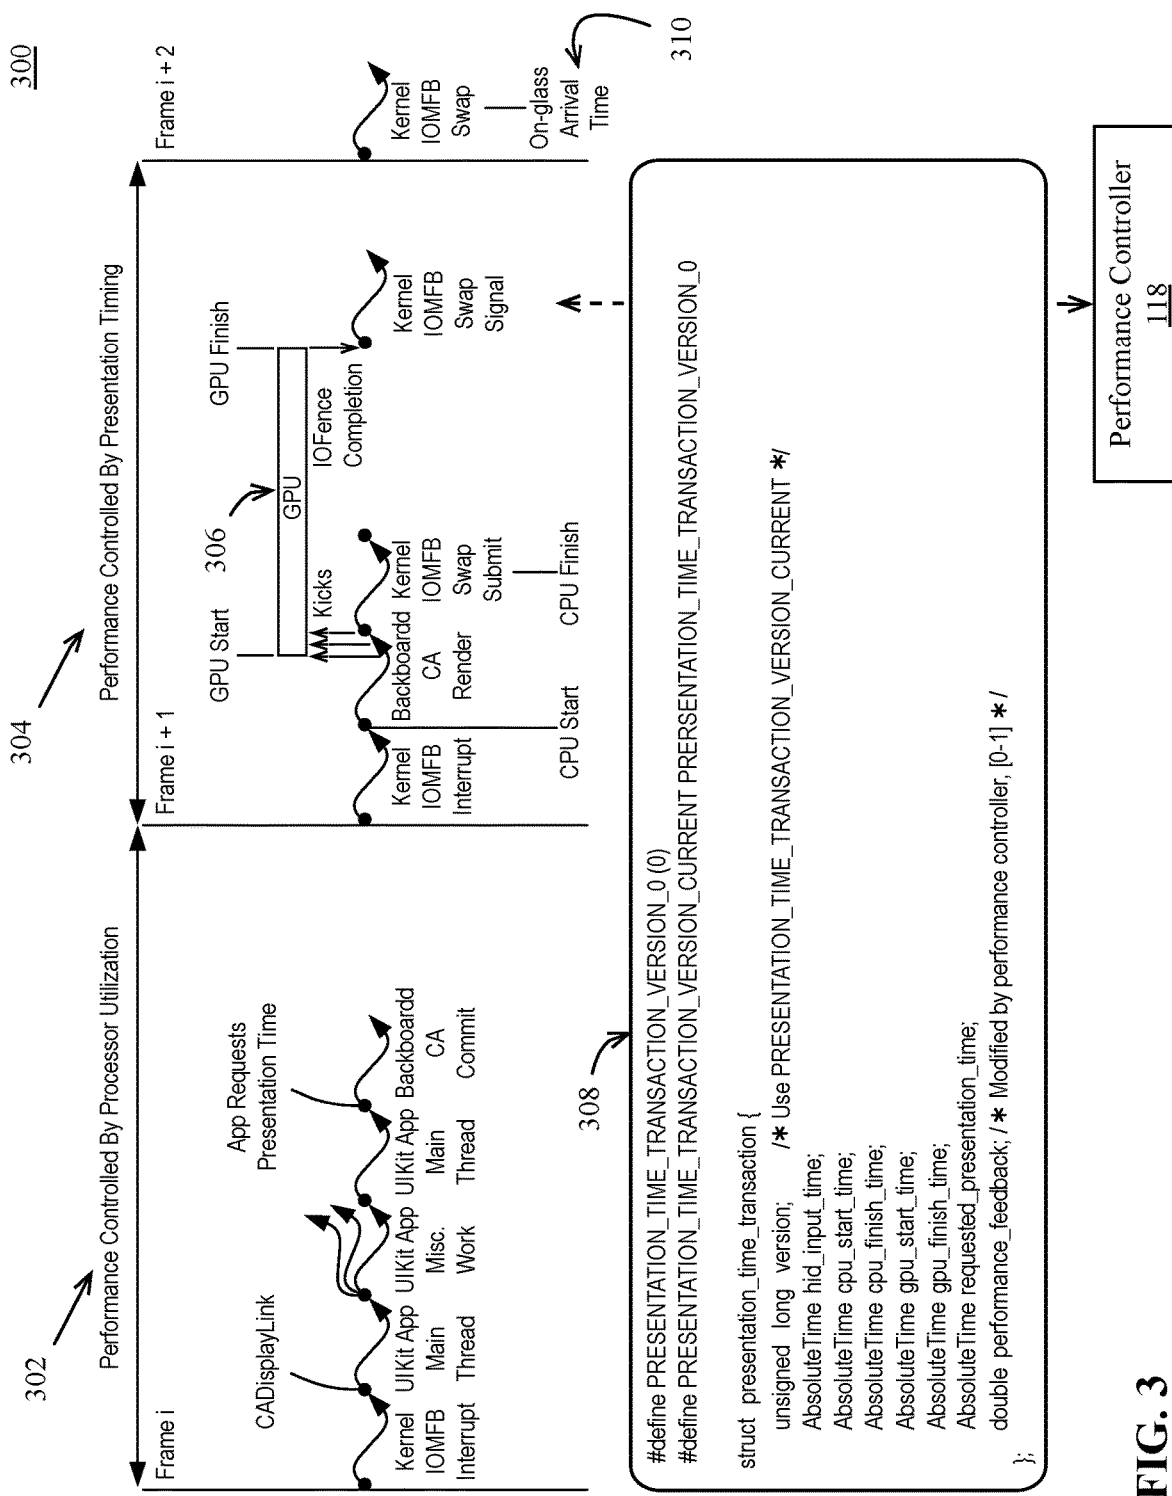 300
302
304
Performance Controlled By Processor Utilization
Performance Controlled By Presentation Timing
Frame i
Frame i + 1
Frame i + 2
CADisplayLink
App Requests
Presentation Time
Kernel
IOMFB
Interrupt
UIKit App
Main
Thread
UIKit App
Misc.
Work
UIKit App
Main
Thread
Backboardd
CA
Commit
GPU Start
306
GPU Finish
GPU
Kicks
IOFence
Completion
Kernel
IOMFB
Interrupt
Backboardd
CA
Render
Kernel
IOMFB
Swap
Submit
Kernel
IOMFB
Swap
Signal
CPU Start
CPU Finish
Kernel
IOMFB
Swap
On-glass
Arrival
Time
310
308
#define PRESENTATION_TIME_TRANSACTION_VERSION_0 (0)
#define PRESENTATION_TIME_TRANSACTION_VERSION_CURRENT PRERSENTATION_TIME_TRANSACTION_VERSION_0
struct presentation_time_transaction {
unsigned long version; /* Use PRESENTATION_TIME_TRANSACTION_VERSION_CURRENT */
AbsoluteTime hid_input_time;
AbsoluteTime cpu_start_time;
AbsoluteTime cpu_finish_time;
AbsoluteTime gpu_start_time;
AbsoluteTime gpu_finish_time;
AbsoluteTime requested_presentation_time;
double performance_feedback; / * Modified by performance controller, [0-1] * /
};
Performance Controller
118
FIG. 3